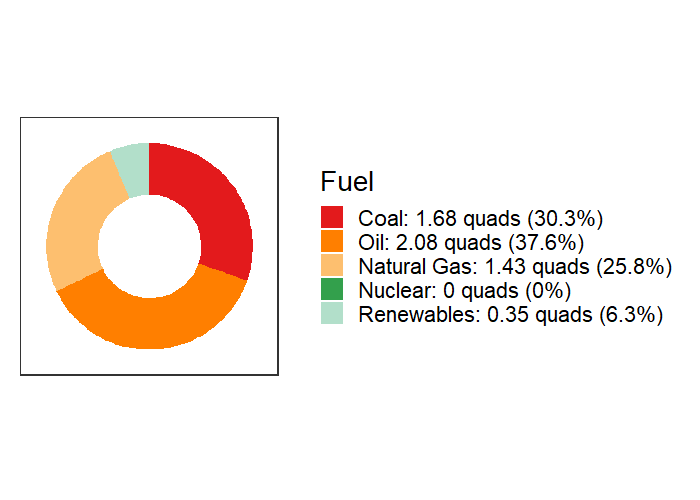 Fuel
Coal: 1.68 quads (30.3%)
Oil: 2.08 quads (37.6%)
Natural Gas: 1.43 quads (25.8%)
Nuclear: 0 quads (0%)
Renewables: 0.35 quads (6.3%)